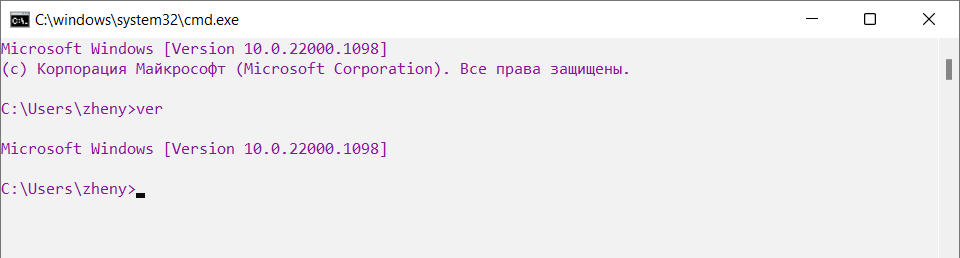 C:\windows\system32\cmd.exe
Microsoft Windows [Version 10.0.22000.1098]
(c) Корпорация Майкрософт (Microsoft Corporation). Все права защищены.
C:\Users\zheny>ver
Microsoft Windows [Version 10.0.22000.1098]
C:\Users\zheny>